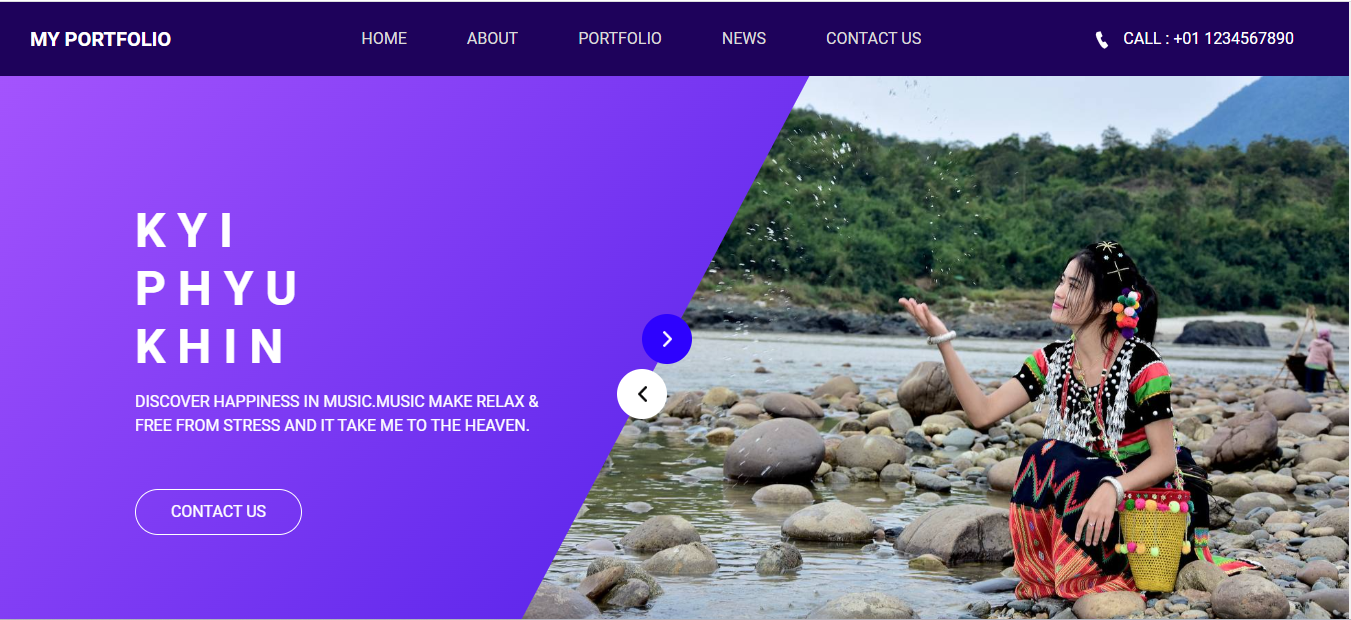 MY PORTFOLIO
HOME
ABOUT
PORTFOLIO
NEWS
CONTACT US
CALL : +01 1234567890
KYI
PHYU
KHIN
DISCOVER HAPPINESS IN MUSIC.MUSIC MAKE RELAX &
FREE FROM STRESS AND IT TAKE ME TO THE HEAVEN.
CONTACT US